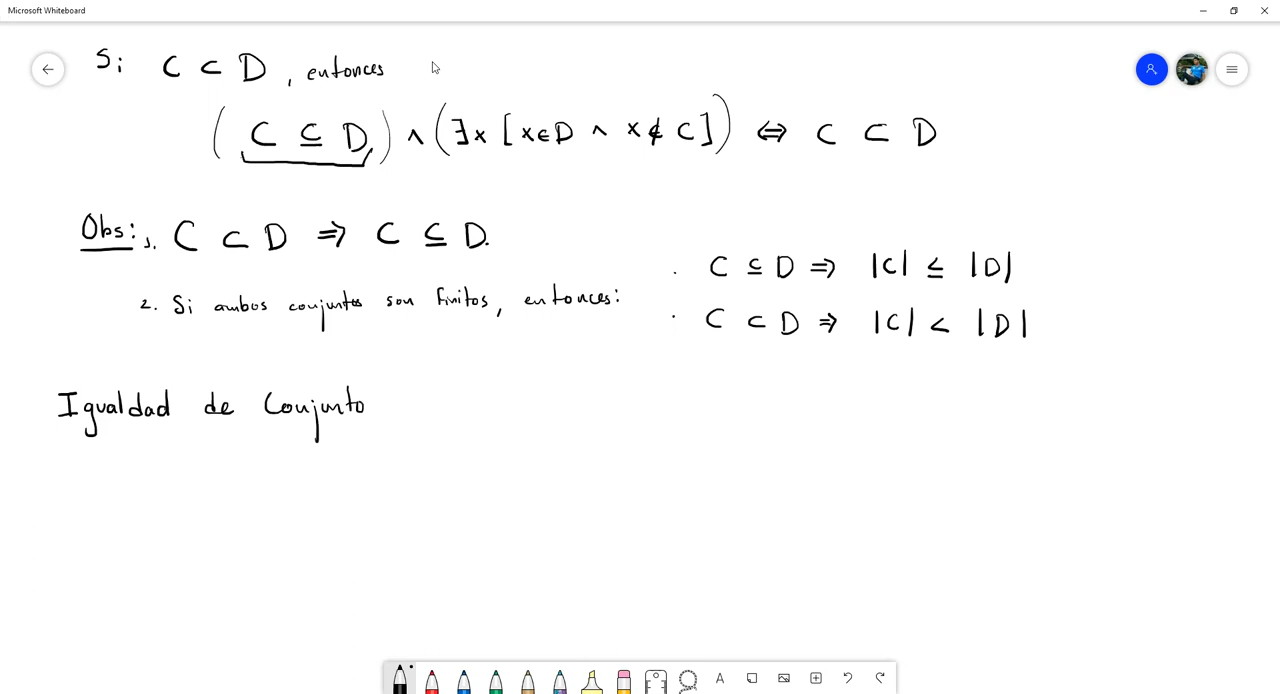 Microsoft Whiteboard
Si C ⊂ D, entonces
(C ⊆ D) ∧ (∃x [x∈D ∧ x∉C]) ⇔ C ⊂ D
Obs: 1. C ⊂ D ⇒ C ⊆ D.
2. Si ambos conjuntos son finitos, entonces:
. C ⊆ D ⇒ |C| ≤ |D|
. C ⊂ D ⇒ |C| < |D|
Igualdad de Conjunto
A